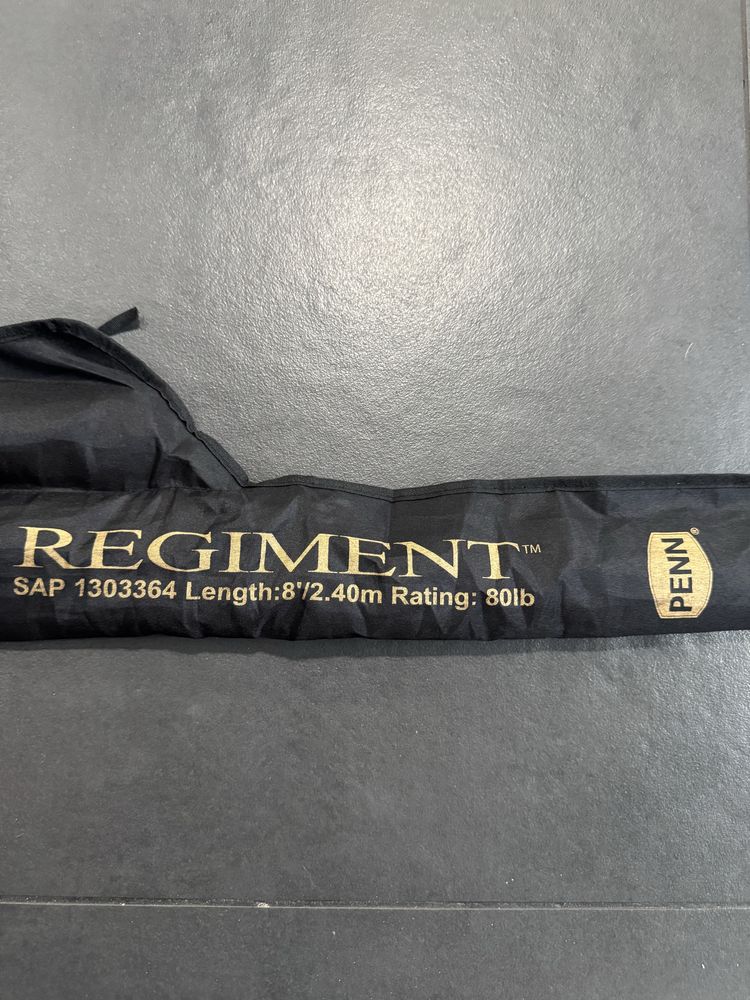 REGIMENT™
SAP 1303364 Length:8'/2.40m Rating: 80lb
PENN®